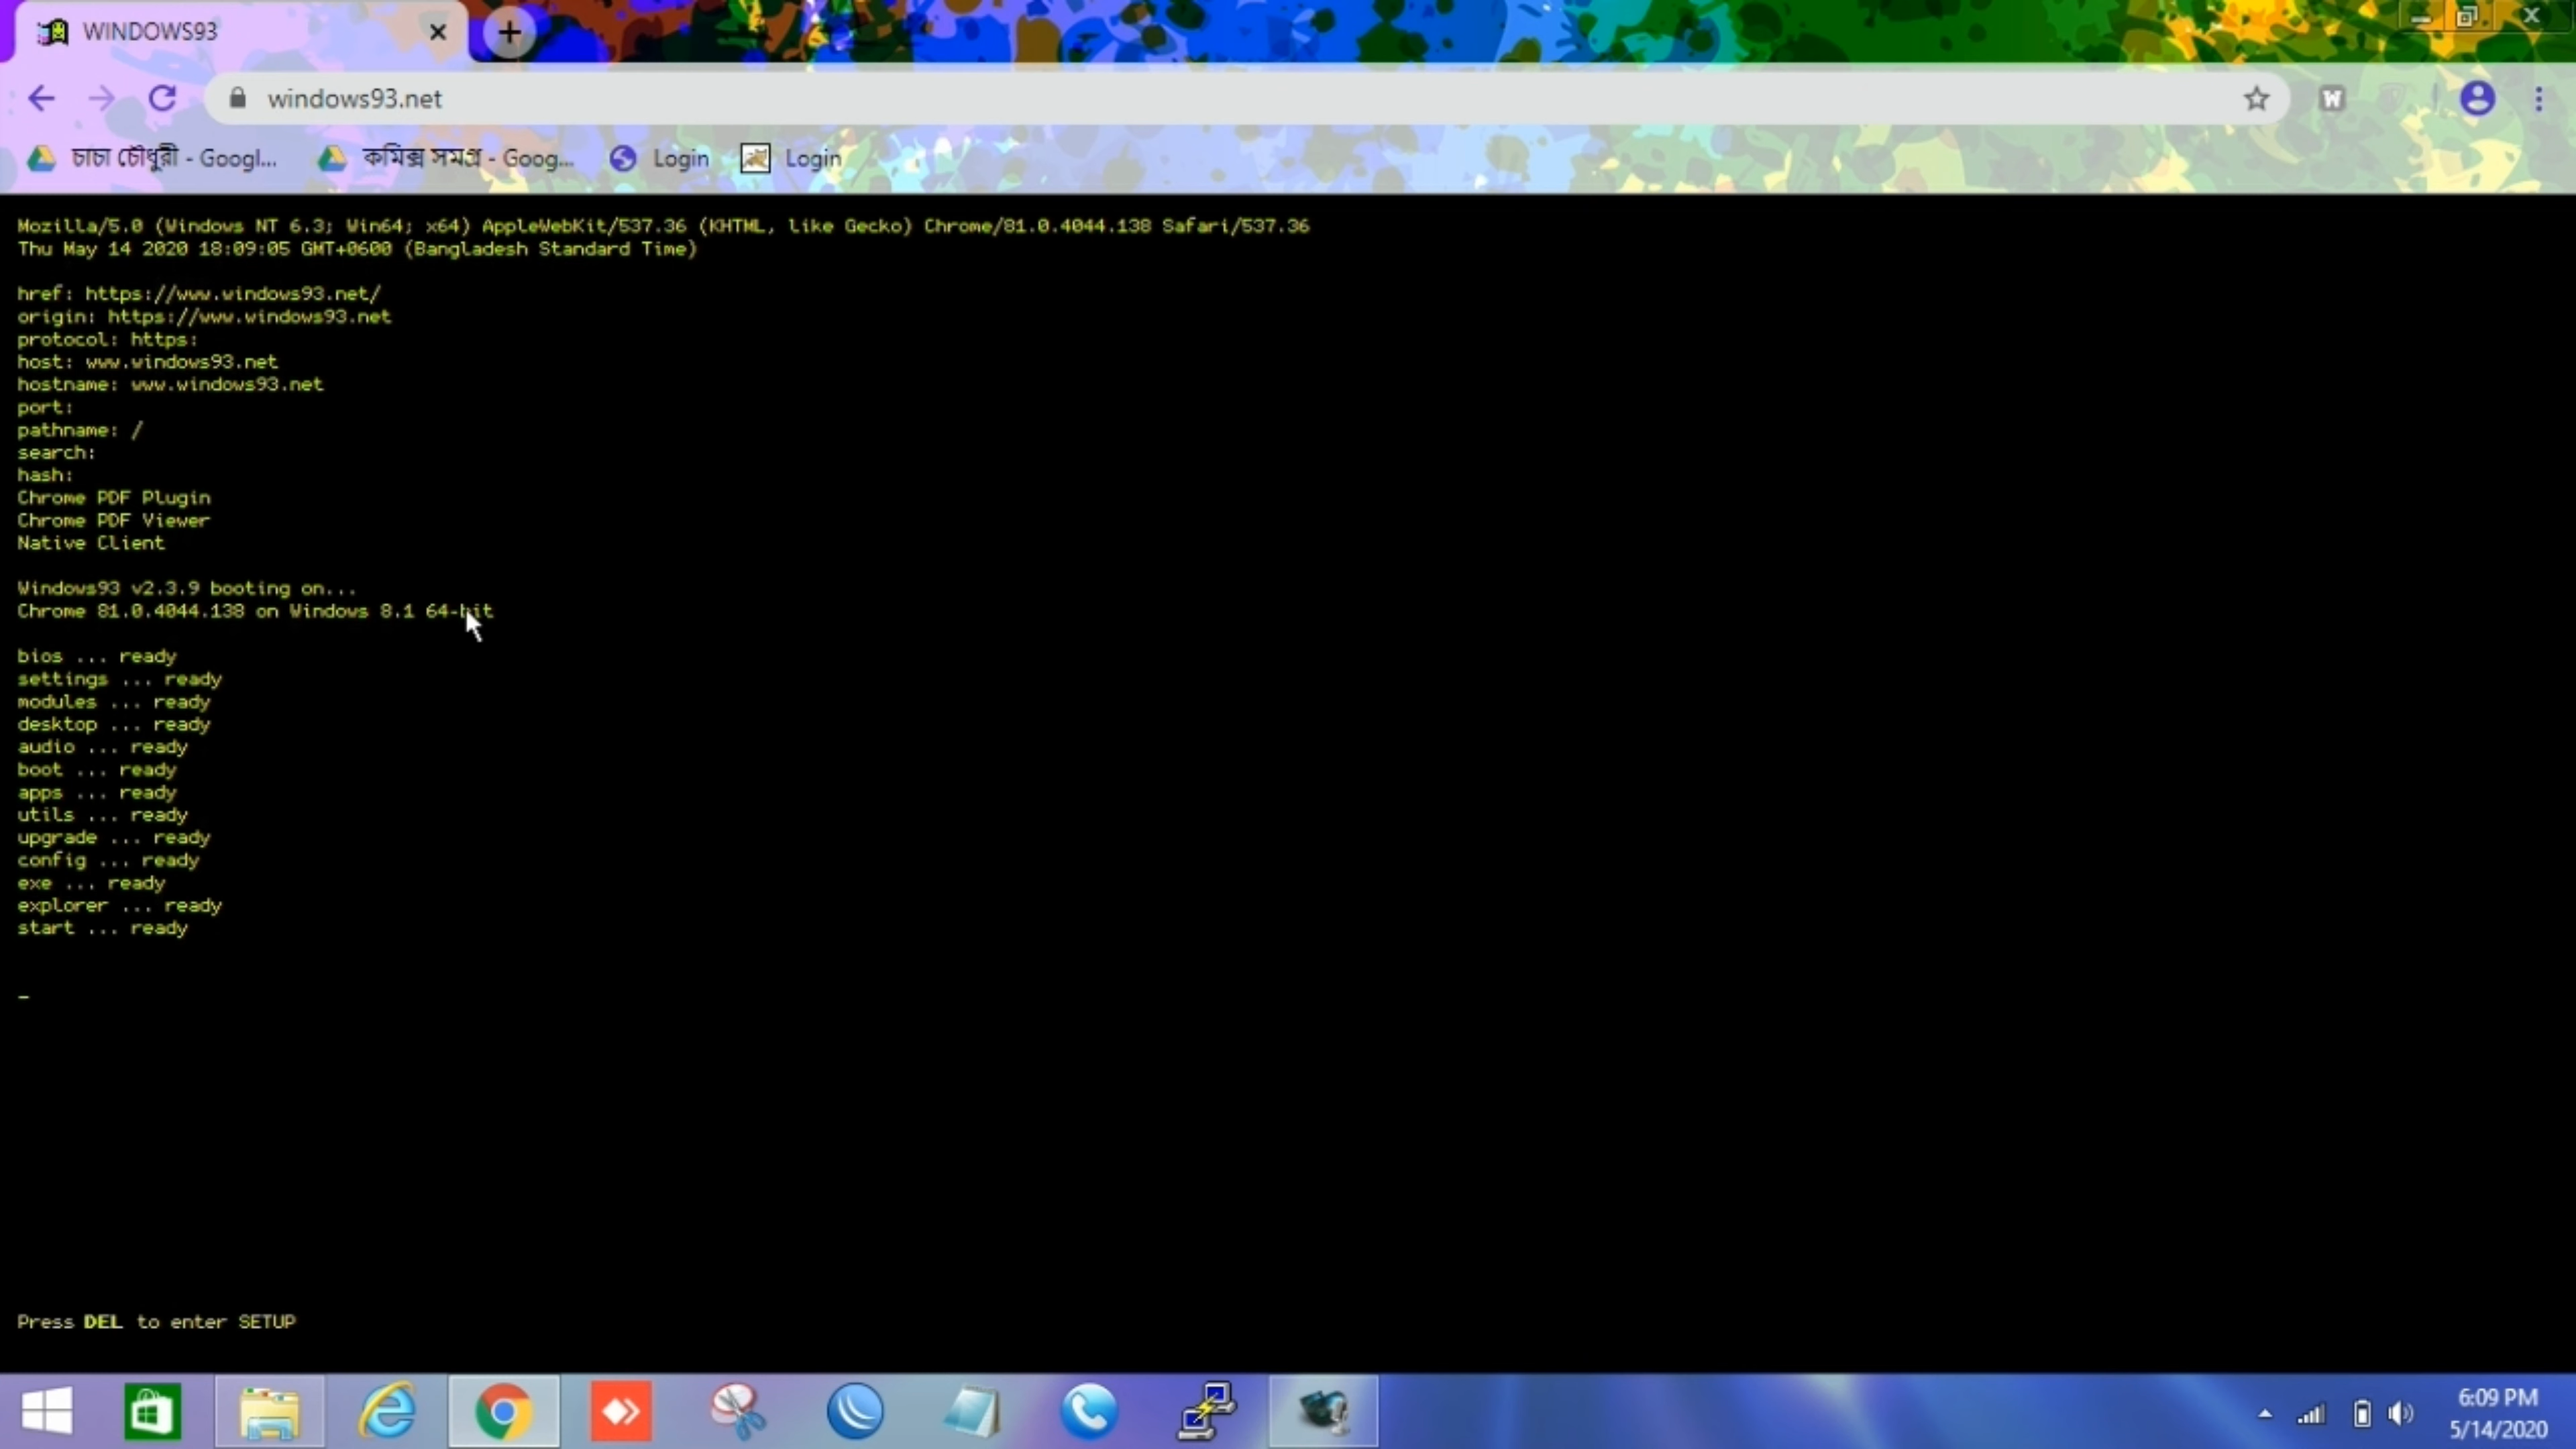 WINDOWS93
windows93.net
চাচা চৌধুরী - Googl...
কমিক্স সমগ্র - Goog...
Login
Login
Mozilla/5.0 (Windows NT 6.3; Win64; x64) AppleWebKit/537.36 (KHTML, like Gecko) Chrome/81.0.4044.138 Safari/537.36
Thu May 14 2020 18:09:05 GMT+0600 (Bangladesh Standard Time)
href: https://www.windows93.net/
origin: https://www.windows93.net
protocol: https:
host: www.windows93.net
hostname: www.windows93.net
port:
pathname: /
search:
hash:
Chrome PDF Plugin
Chrome PDF Viewer
Native Client
Windows93 v2.3.9 booting on...
Chrome 81.0.4044.138 on Windows 8.1 64-bit
bios ... ready
settings ... ready
modules ... ready
desktop ... ready
audio ... ready
boot ... ready
apps ... ready
utils ... ready
upgrade ... ready
config ... ready
exe ... ready
explorer ... ready
start ... ready
_
Press DEL to enter SETUP
6:09 PM
5/14/2020